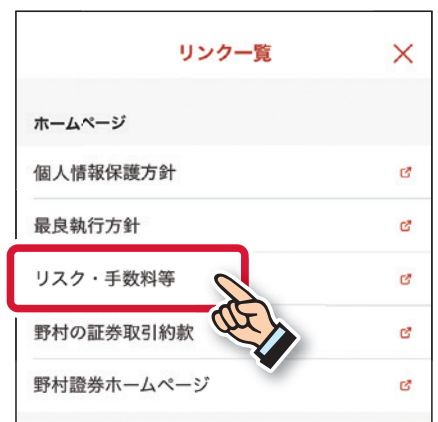 リンク一覧
ホームページ
個人情報保護方針
最良執行方針
リスク・手数料等
野村の証券取引約款
野村證券ホームページ